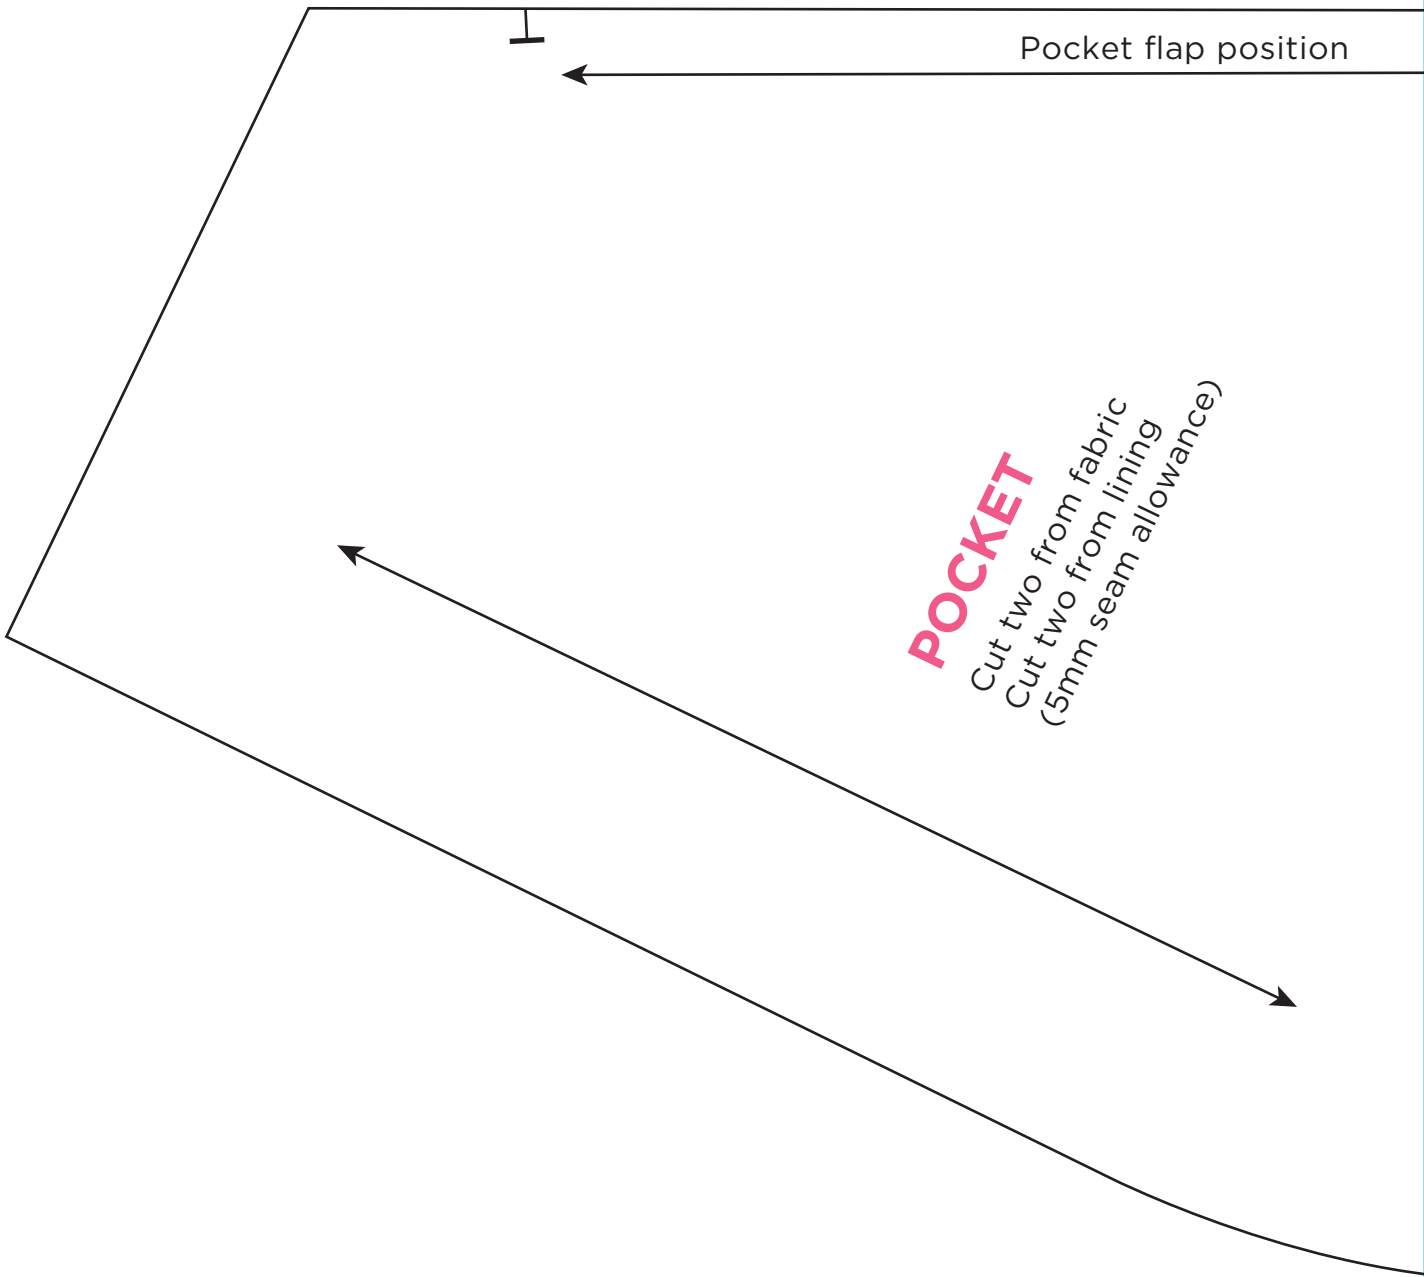 Pocket flap position
POCKET
Cut two from fabric
Cut two from lining
(5mm seam allowance)